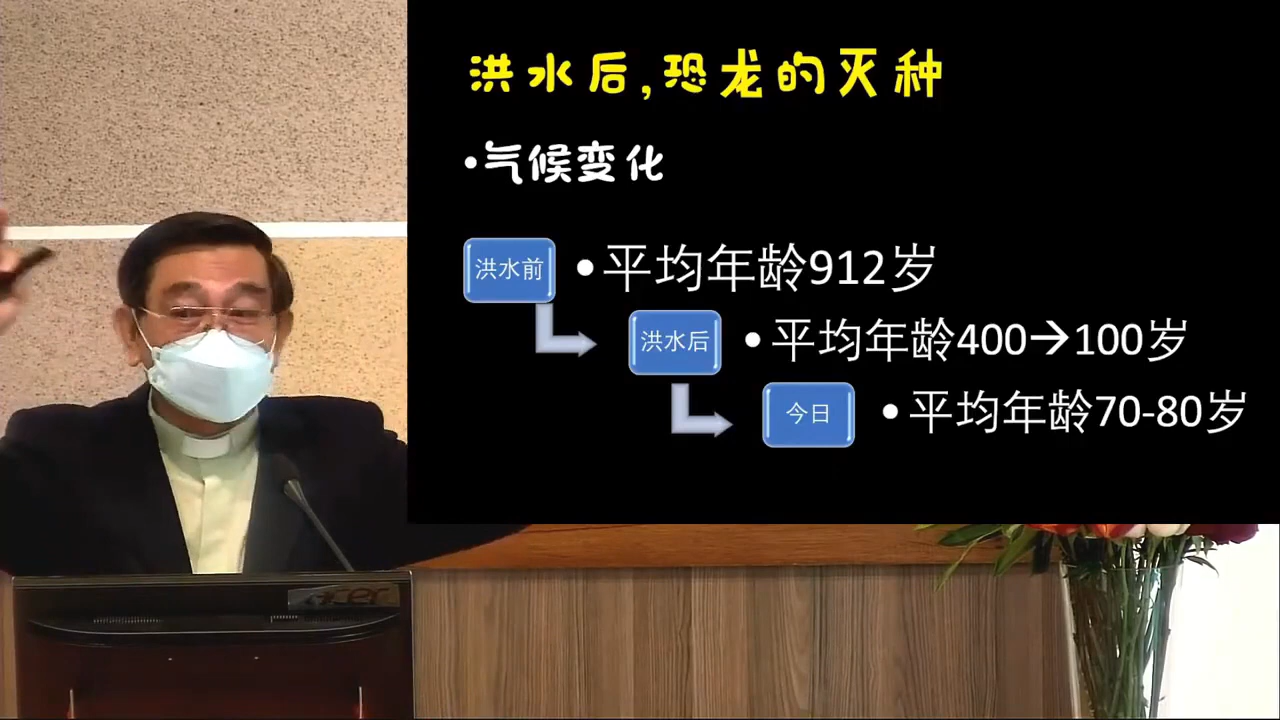 洪水后,恐龙的灭种
•气候变化
洪水前
•平均年龄912岁
洪水后
•平均年龄400→100岁
今日
•平均年龄70-80岁
acer